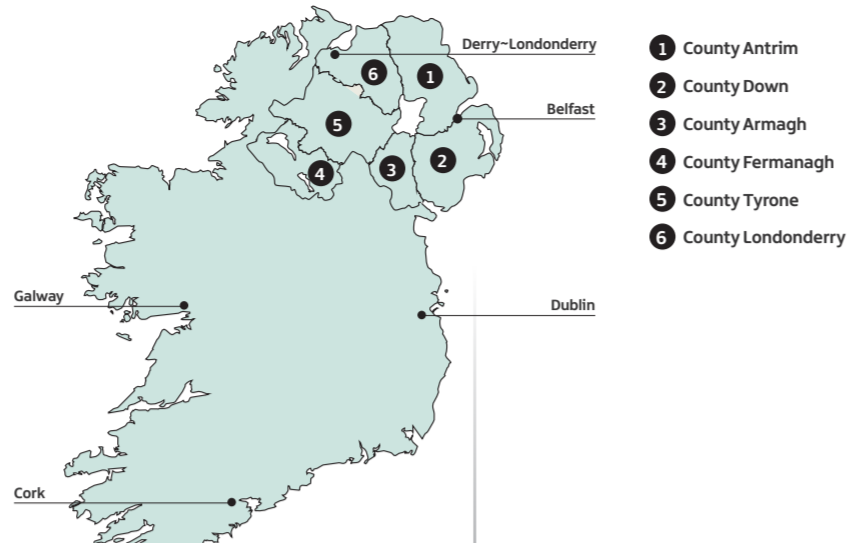 Derry~Londonderry
6
1
Belfast
5
4
3
2
Galway
Dublin
Cork
1 County Antrim
2 County Down
3 County Armagh
4 County Fermanagh
5 County Tyrone
6 County Londonderry